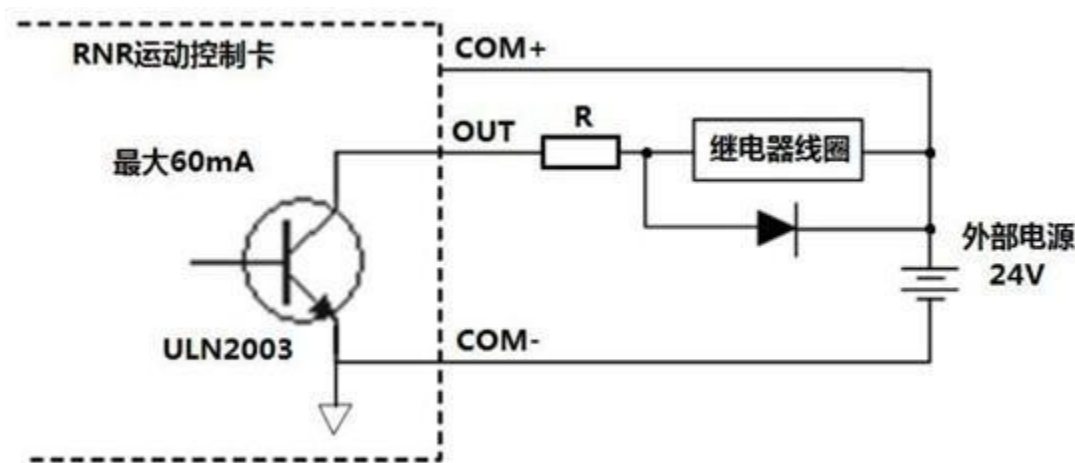 RNR运动控制卡
COM+
R
OUT
继电器线圈
最大60mA
外部电源
24V
ULN2003
COM-